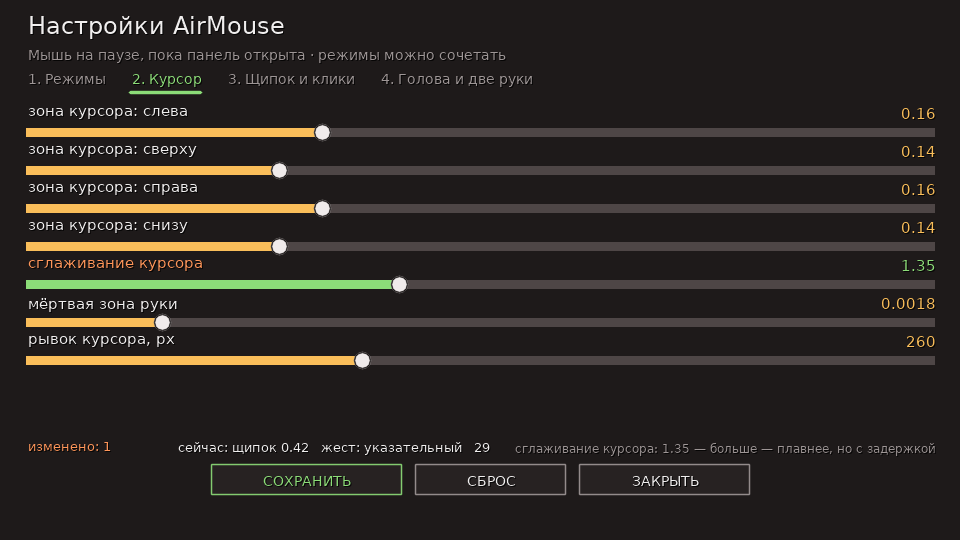 Настройки AirMouse
Мышь на паузе, пока панель открыта · режимы можно сочетать
1. Режимы 2. Курсор 3. Щипок и клики 4. Голова и две руки
зона курсора: слева 0.16
зона курсора: сверху 0.14
зона курсора: справа 0.16
зона курсора: снизу 0.14
сглаживание курсора 1.35
мёртвая зона руки 0.0018
рывок курсора, px 260
изменено: 1 сейчас: щипок 0.42 жест: указательный 29 сглаживание курсора: 1.35 — больше — плавнее, но с задержкой
СОХРАНИТЬ СБРОС ЗАКРЫТЬ